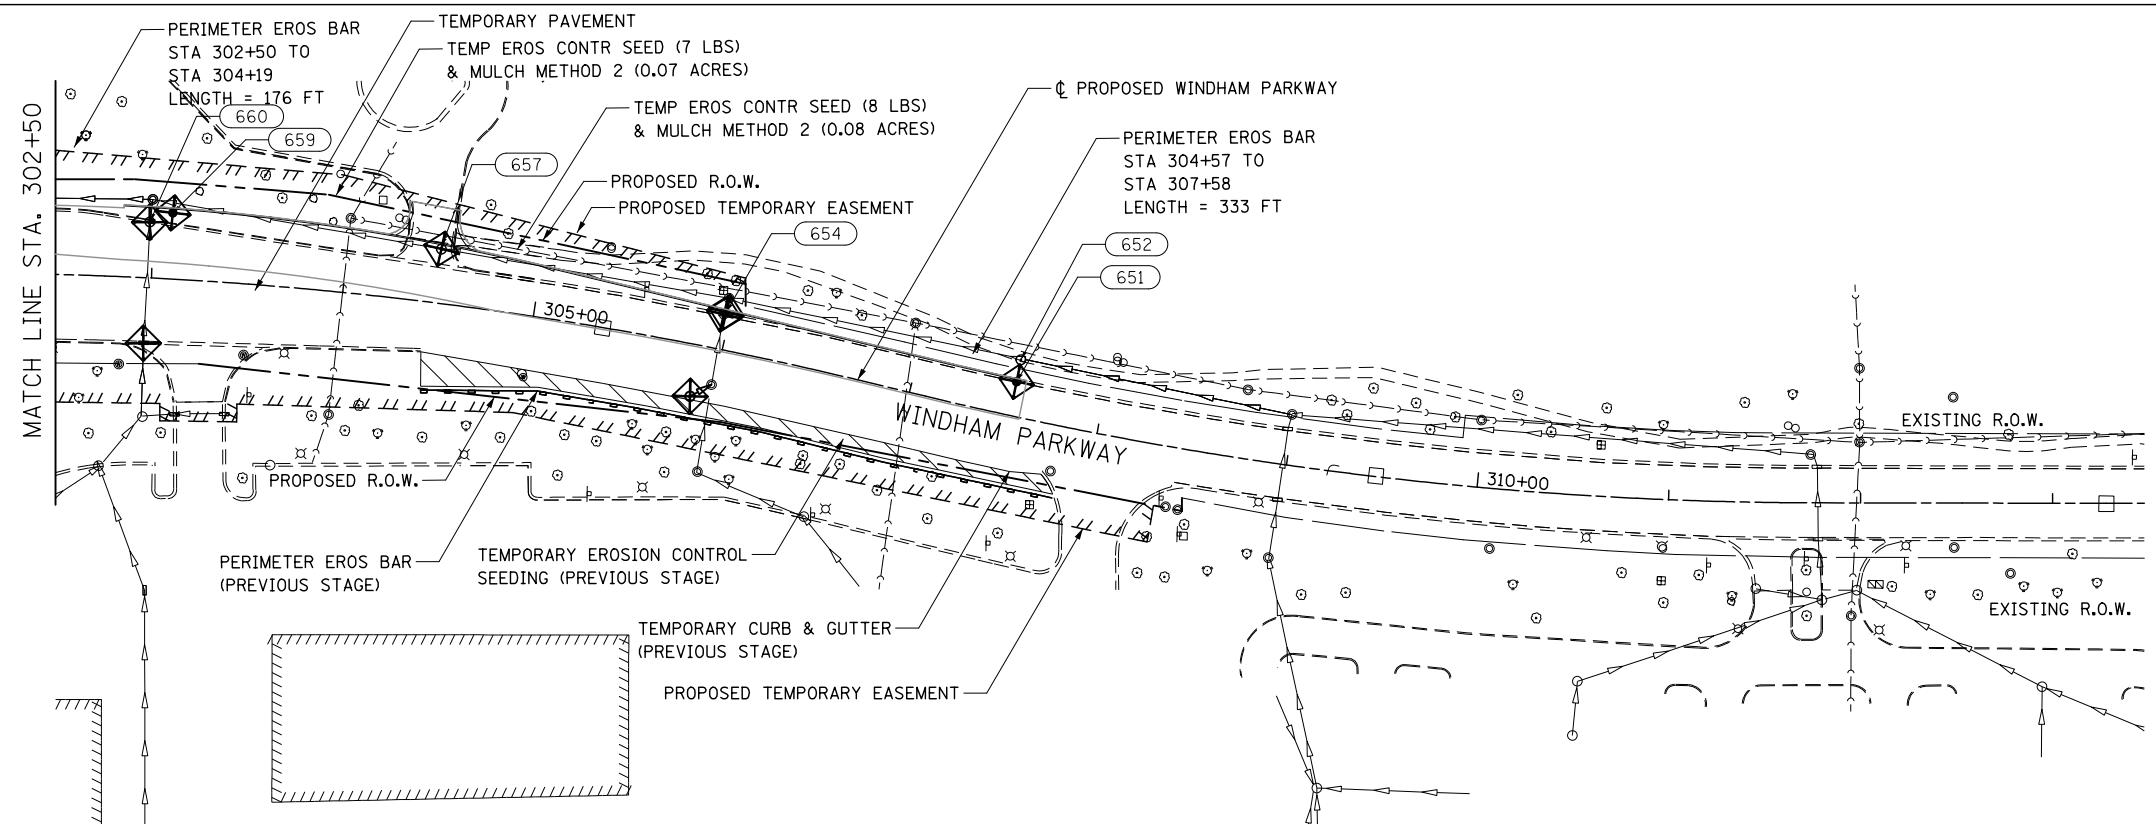 TEMPORARY PAVEMENT
PERIMETER EROS BAR
STA 302+50 TO
STA 304+19
LENGTH = 176 FT
TEMP EROS CONTR SEED (7 LBS)
& MULCH METHOD 2 (0.07 ACRES)
TEMP EROS CONTR SEED (8 LBS)
& MULCH METHOD 2 (0.08 ACRES)
℄ PROPOSED WINDHAM PARKWAY
PERIMETER EROS BAR
STA 304+57 TO
STA 307+58
LENGTH = 333 FT
660
659
657
PROPOSED R.O.W.
PROPOSED TEMPORARY EASEMENT
654
652
651
MATCH LINE STA. 302+50
305+00
WINDHAM PARKWAY
EXISTING R.O.W.
310+00
PROPOSED R.O.W.
PERIMETER EROS BAR
(PREVIOUS STAGE)
TEMPORARY EROSION CONTROL
SEEDING (PREVIOUS STAGE)
EXISTING R.O.W.
TEMPORARY CURB & GUTTER
(PREVIOUS STAGE)
PROPOSED TEMPORARY EASEMENT